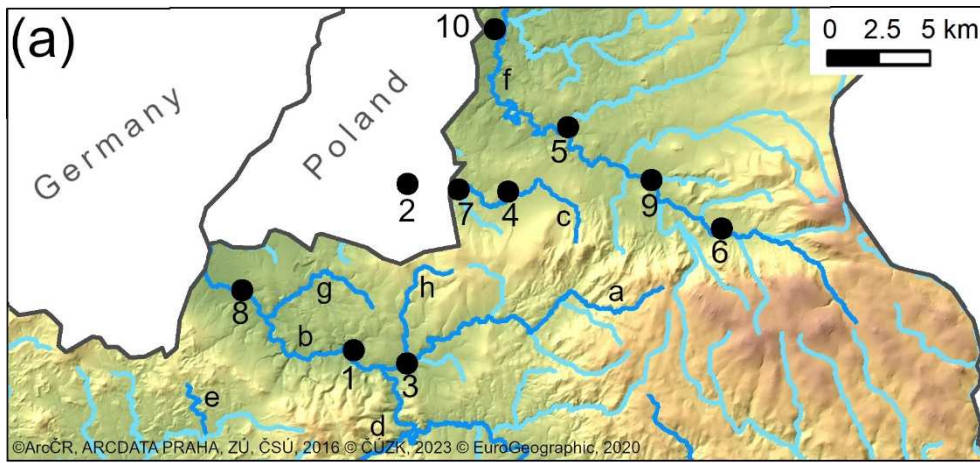 (a)
10
0 2.5 5 km
Germany
Poland
f
5
2
7
4
c
9
6
8
g
h
a
b
1
3
e
d
©AroČR, ARCDATA PRAHA, ZÚ, ČSÚ, 2016 © ČÚZK, 2023 © EuroGeographic, 2020